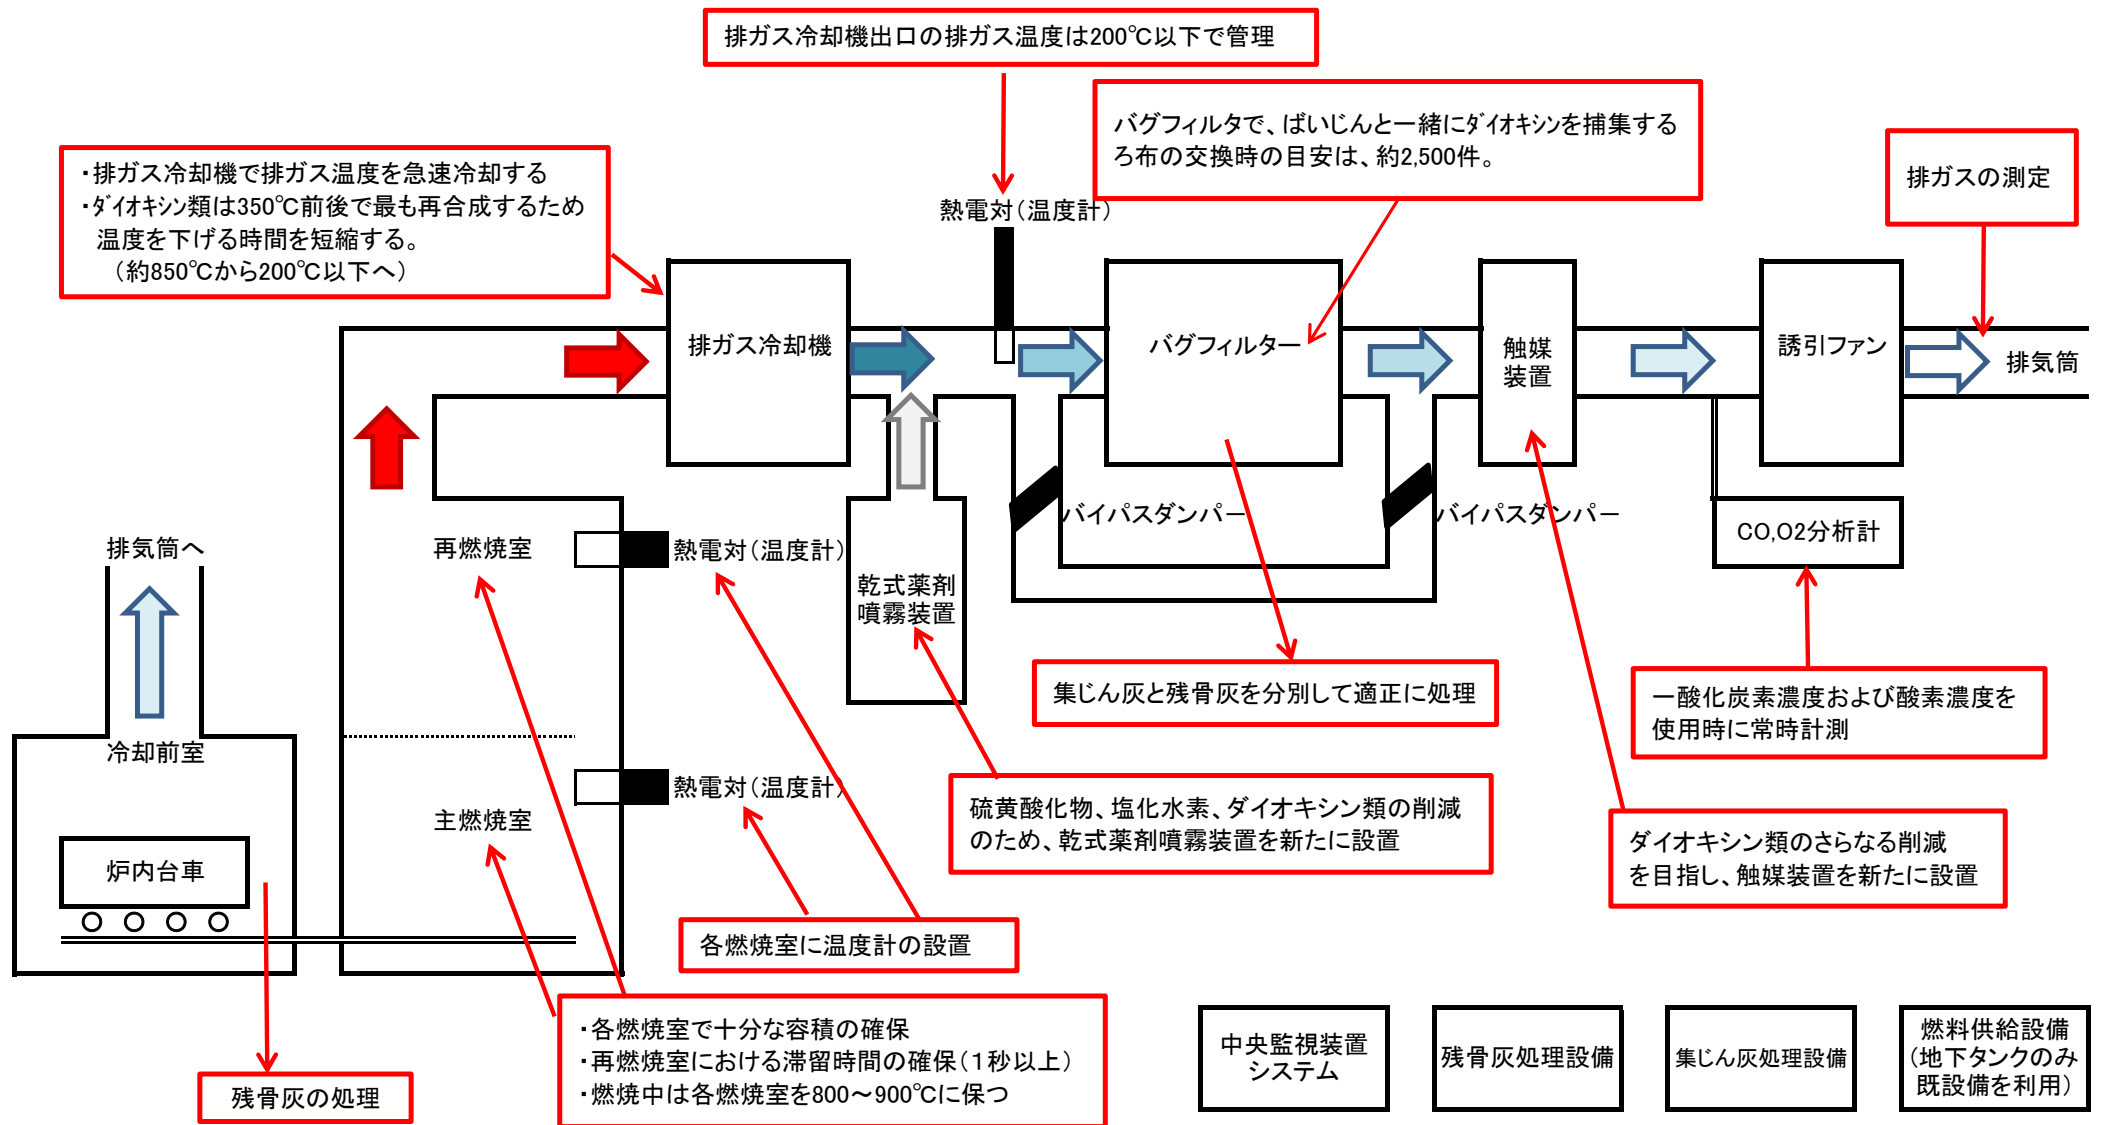 排ガス冷却機出口の排ガス温度は200℃以下で管理
バグフィルタで、ばいじんと一緒にﾀﾞｲｵｷｼﾝを捕集する
ろ布の交換時の目安は、約2,500件。
排ガスの測定
・排ガス冷却機で排ガス温度を急速冷却する
・ﾀﾞｲｵｷｼﾝ類は350℃前後で最も再合成するため
温度を下げる時間を短縮する。
（約850℃から200℃以下へ）
熱電対（温度計）
排ガス冷却機
バグフィルター
触媒
装置
誘引ファン
排気筒
バイパスダンパー
バイパスダンパー
CO,O2分析計
排気筒へ
再燃焼室
熱電対（温度計）
乾式薬剤
噴霧装置
集じん灰と残骨灰を分別して適正に処理
一酸化炭素濃度および酸素濃度を
使用時に常時計測
冷却前室
主燃焼室
熱電対（温度計）
硫黄酸化物、塩化水素、ダイオキシン類の削減
のため、乾式薬剤噴霧装置を新たに設置
ダイオキシン類のさらなる削減
を目指し、触媒装置を新たに設置
炉内台車
各燃焼室に温度計の設置
・各燃焼室で十分な容積の確保
・再燃焼室における滞留時間の確保（１秒以上）
・燃焼中は各燃焼室を800～900℃に保つ
残骨灰の処理
中央監視装置
システム
残骨灰処理設備
集じん灰処理設備
燃料供給設備
（地下タンクのみ
既設備を利用）